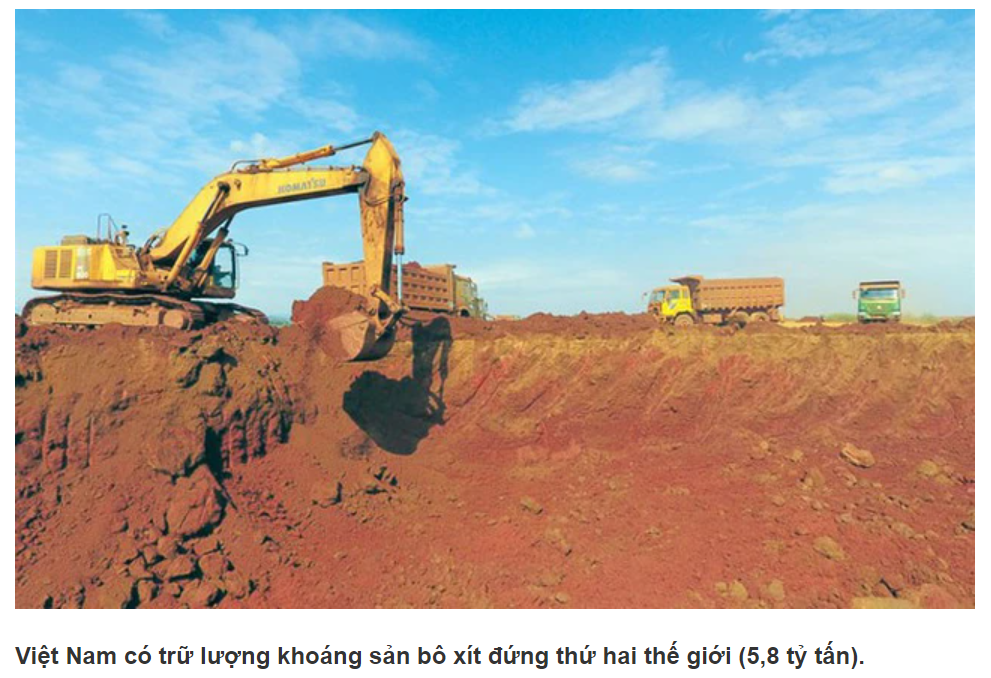 KOMATSU
Việt Nam có trữ lượng khoáng sản bô xít đứng thứ hai thế giới (5,8 tỷ tấn).